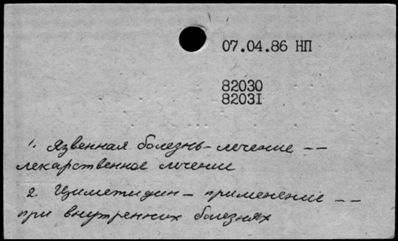 07.04.86 НП
82030
82031
1. Язвенная болезнь-лечение --
лекарственное лечение
2. Циметидин - применение --
при внутренних болезнях